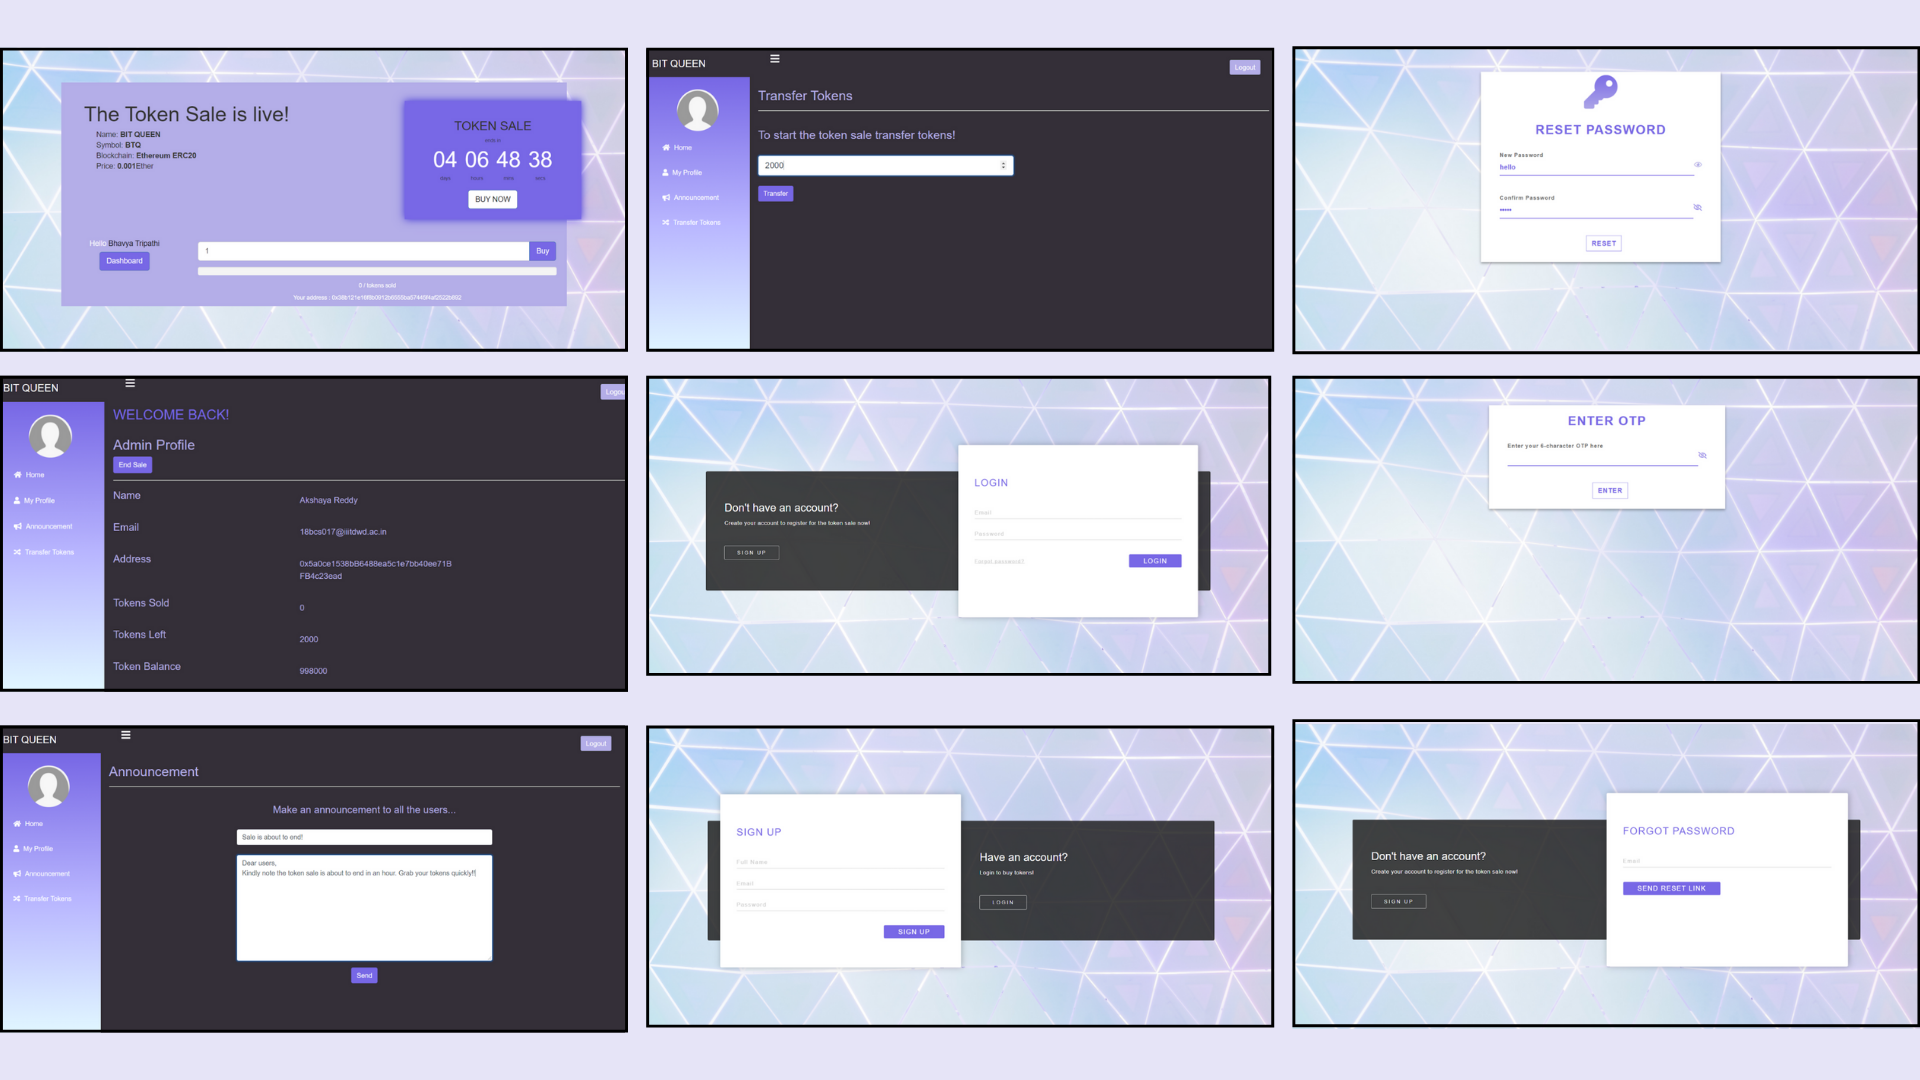 The Token Sale is live!
Name: BIT QUEEN
Symbol: BTQ
Blockchain: Ethereum ERC20
Price: 0.001Ether
TOKEN SALE
04 06 48 38
BUY NOW
Hello Bhavya Tripathi
Dashboard
1
Buy
0 / tokens sold
Your address :
BIT QUEEN
Logout
Home
My Profile
Announcement
Transfer Tokens
Transfer Tokens
To start the token sale transfer tokens!
2000
Transfer
RESET PASSWORD
New Password
hello
Confirm Password
•••••
RESET
BIT QUEEN
Logou
Home
My Profile
Announcement
Transfer Tokens
WELCOME BACK!
Admin Profile
End Sale
Name
Akshaya Reddy
Email
18bcs017@iiitdwd.ac.in
Address
0x5a0ce1538bB6488ea5c1e7bb40ee71B
FB4c23ead
Tokens Sold
0
Tokens Left
2000
Token Balance
998000
Don't have an account?
Create your account to register for the token sale now!
SIGN UP
LOGIN
Email
Password
Forgot password?
LOGIN
ENTER OTP
Enter your 6-character OTP here
ENTER
BIT QUEEN
Logout
Home
My Profile
Announcement
Transfer Tokens
Announcement
Make an announcement to all the users...
Sale is about to end!
Dear users,
Kindly note the token sale is about to end in an hour. Grab your tokens quickly!!
Send
SIGN UP
Full Name
Email
Password
SIGN UP
Have an account?
Login to buy tokens!
LOGIN
Don't have an account?
Create your account to register for the token sale now!
SIGN UP
FORGOT PASSWORD
Email
SEND RESET LINK